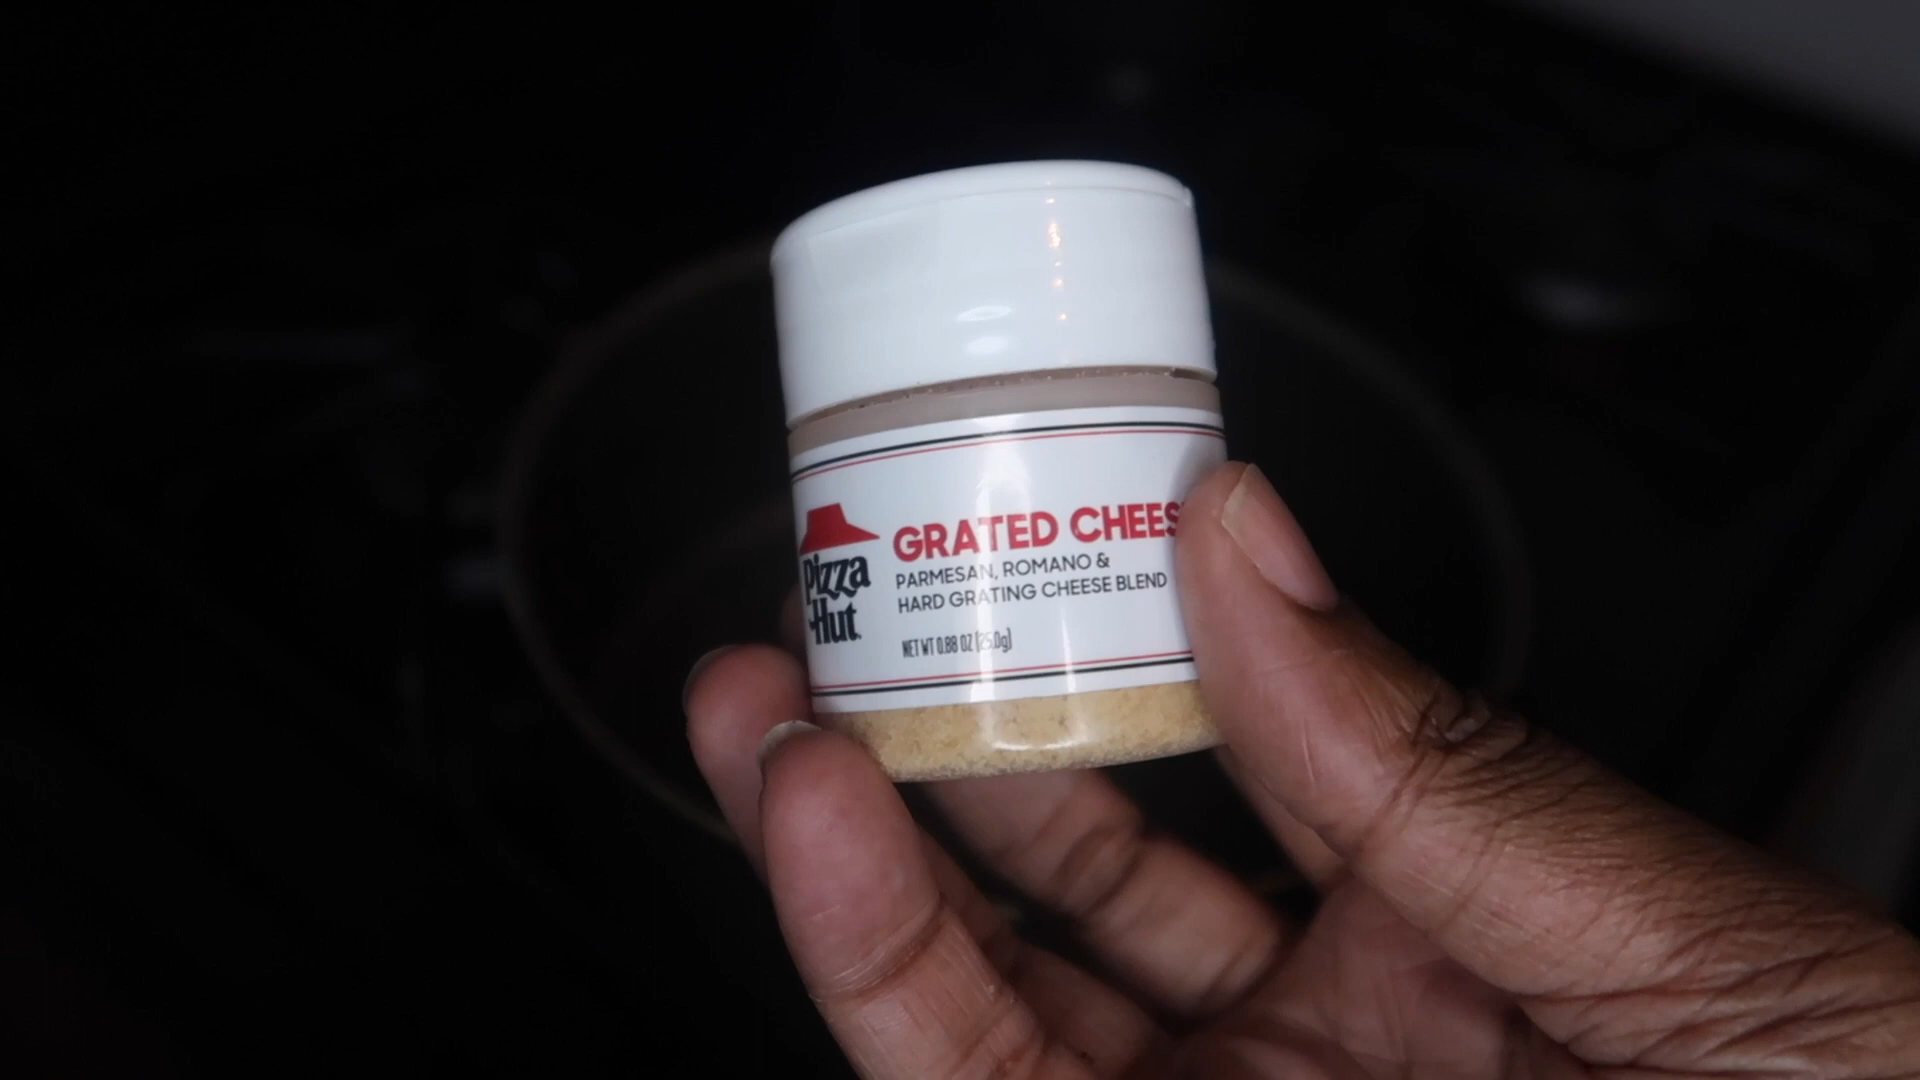 Pizza
Hut
GRATED CHEES
PARMESAN, ROMANO &
HARD GRATING CHEESE BLEND
NET WT 0.88 OZ (25.0g)